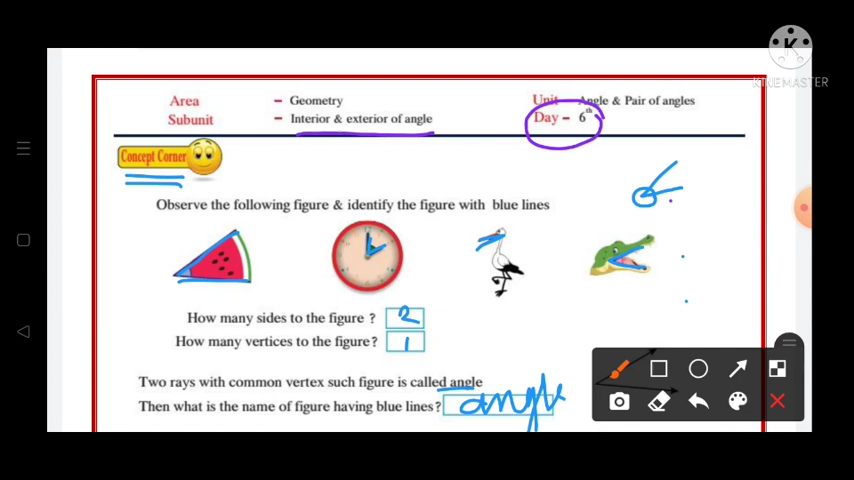 K
KINEMASTER
Area – Geometry Unit – Angle & Pair of angles
Subunit – Interior & exterior of angle Day – 6th
Concept Corner
Observe the following figure & identify the figure with blue lines
How many sides to the figure ? 2
How many vertices to the figure? 1
Two rays with common vertex such figure is called angle
Then what is the name of figure having blue lines? angle